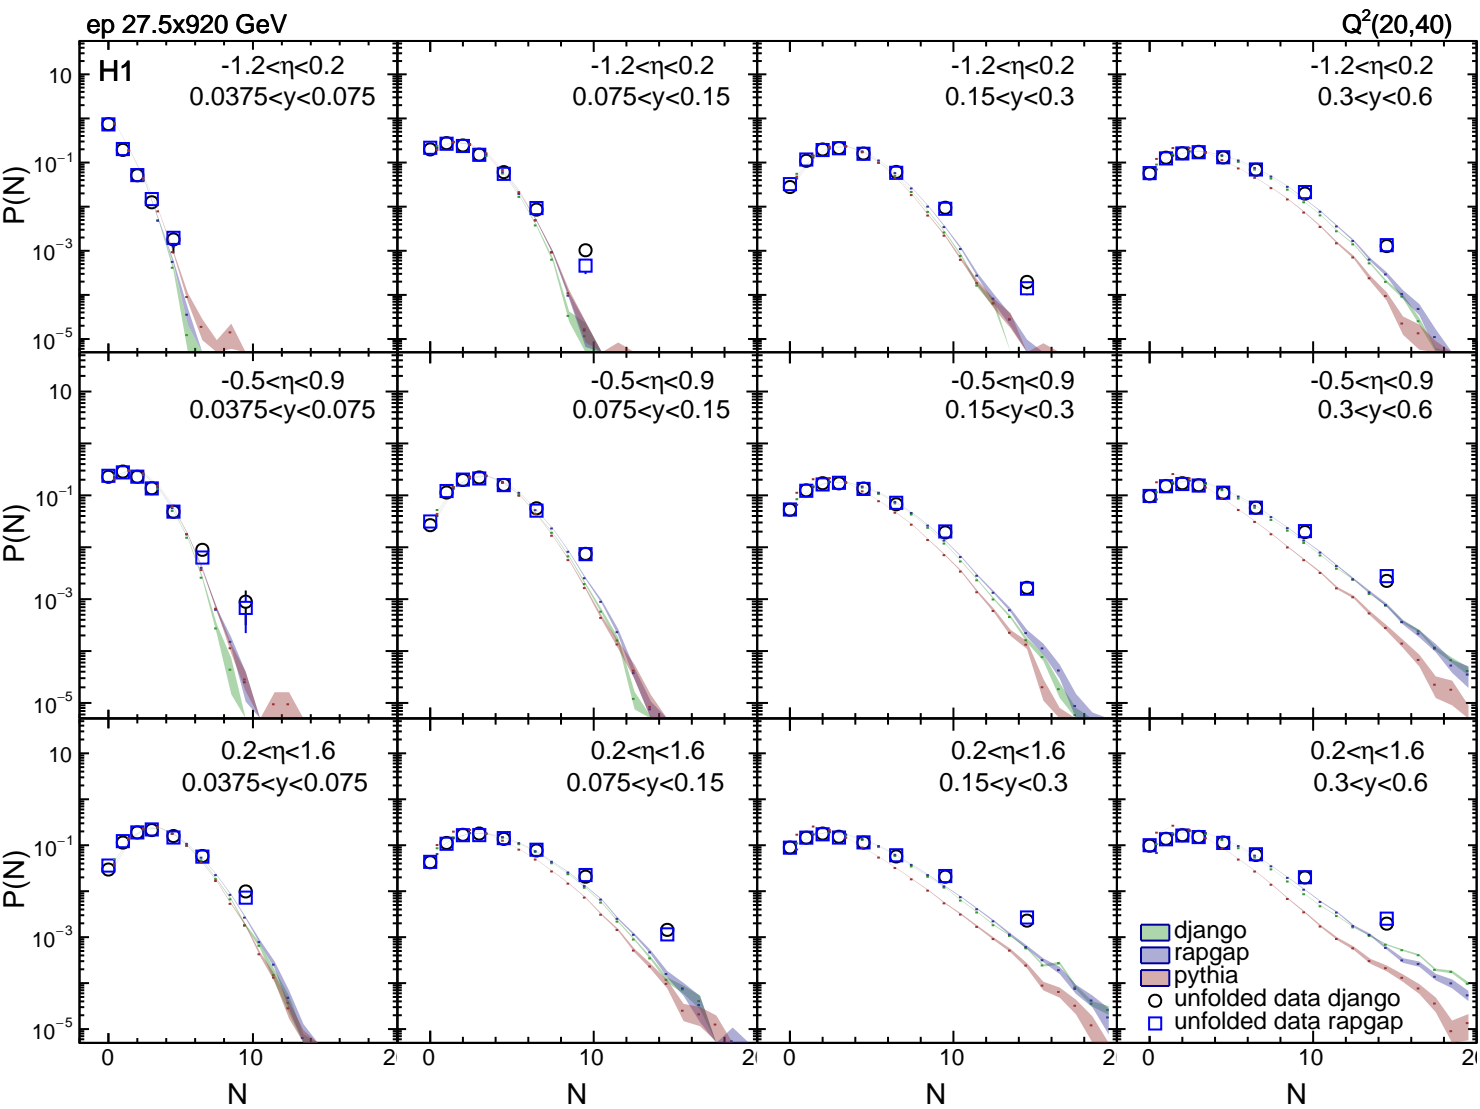 ep 27.5x920 GeV
Q²(20,40)
H1
-1.2<η<0.2
0.0375<y<0.075
-1.2<η<0.2
0.075<y<0.15
-1.2<η<0.2
0.15<y<0.3
-1.2<η<0.2
0.3<y<0.6
P(N)
10
10⁻¹
10⁻³
10⁻⁵
-0.5<η<0.9
0.0375<y<0.075
-0.5<η<0.9
0.075<y<0.15
-0.5<η<0.9
0.15<y<0.3
-0.5<η<0.9
0.3<y<0.6
P(N)
10
10⁻¹
10⁻³
10⁻⁵
0.2<η<1.6
0.0375<y<0.075
0.2<η<1.6
0.075<y<0.15
0.2<η<1.6
0.15<y<0.3
0.2<η<1.6
0.3<y<0.6
P(N)
10
10⁻¹
10⁻³
10⁻⁵
django
rapgap
pythia
unfolded data django
unfolded data rapgap
0 10 2 0 10 20 0 10 2 0 10 2
N N N N